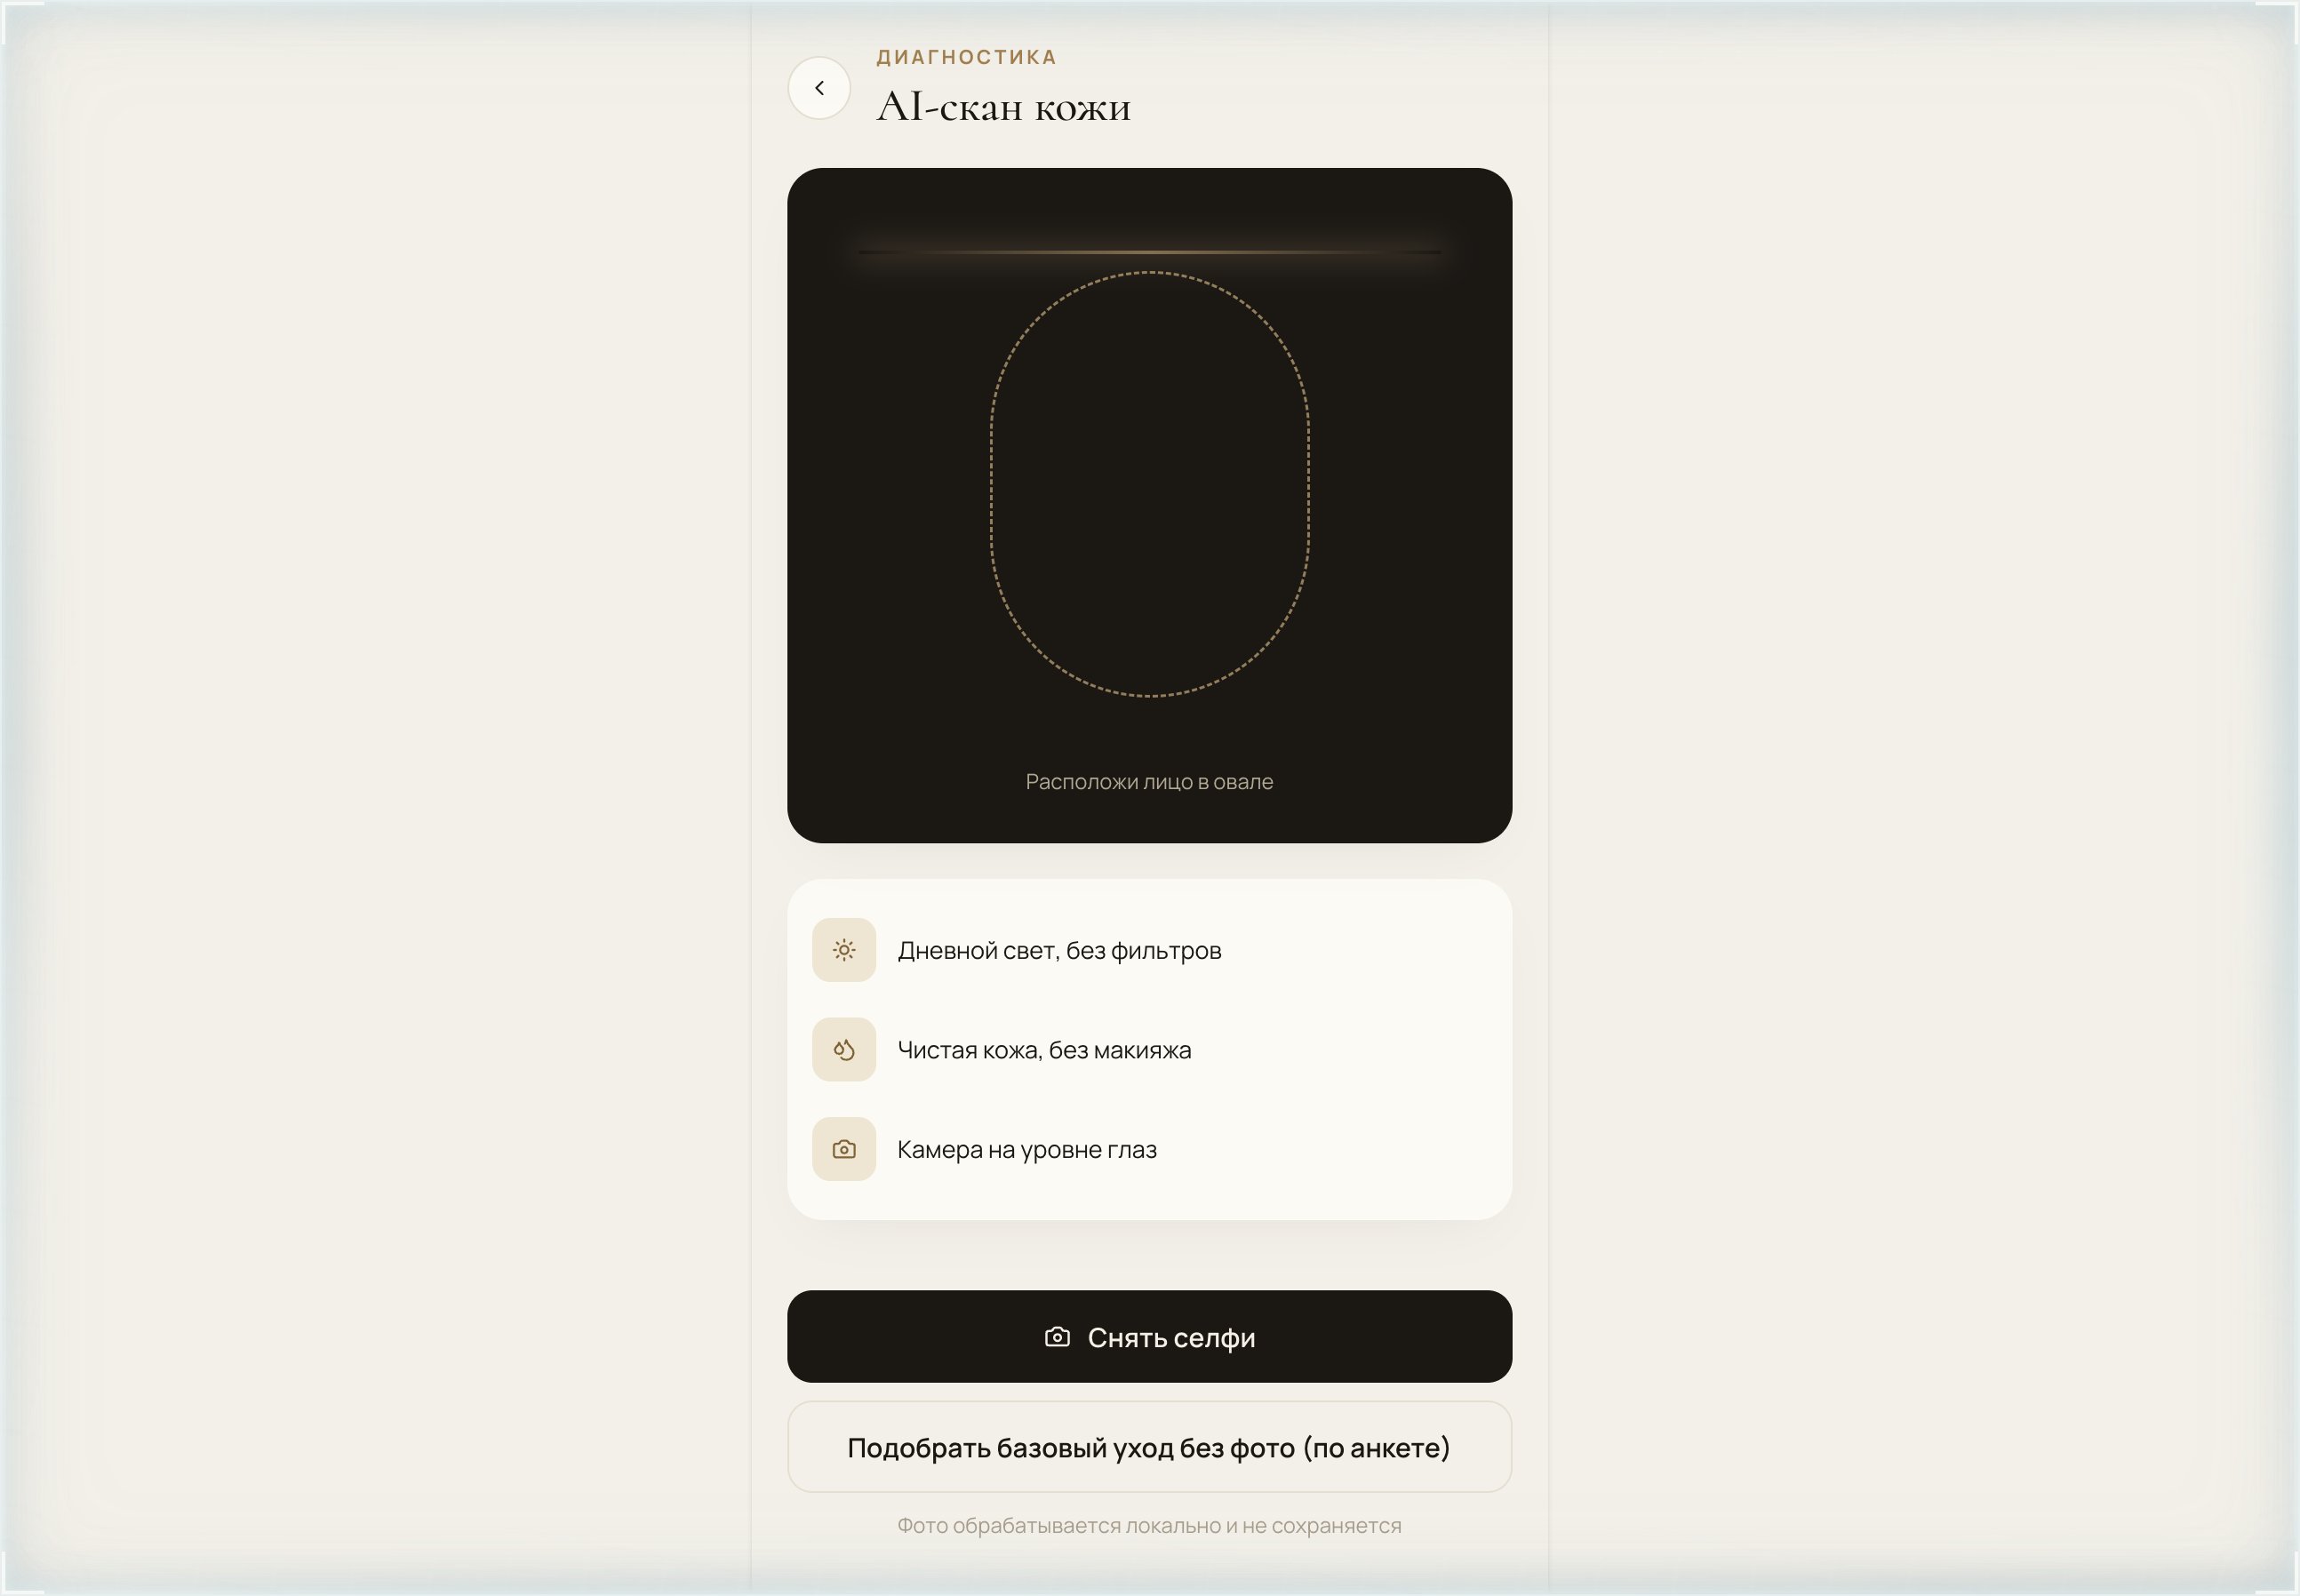 ДИАГНОСТИКА
AI-скан кожи
Расположи лицо в овале
Дневной свет, без фильтров
Чистая кожа, без макияжа
Камера на уровне глаз
Снять селфи
Подобрать базовый уход без фото (по анкете)
Фото обрабатывается локально и не сохраняется